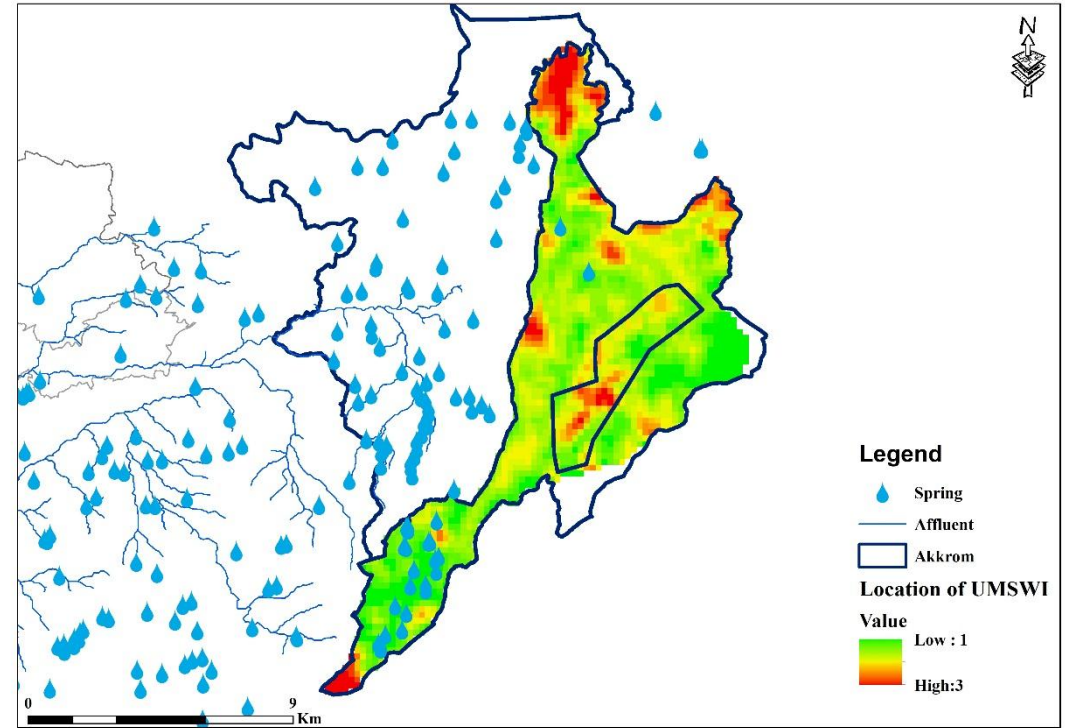 N
Legend
Spring
Affluent
Akkrom
Location of UMSWI
Value
Low : 1
High:3
0 9
Km